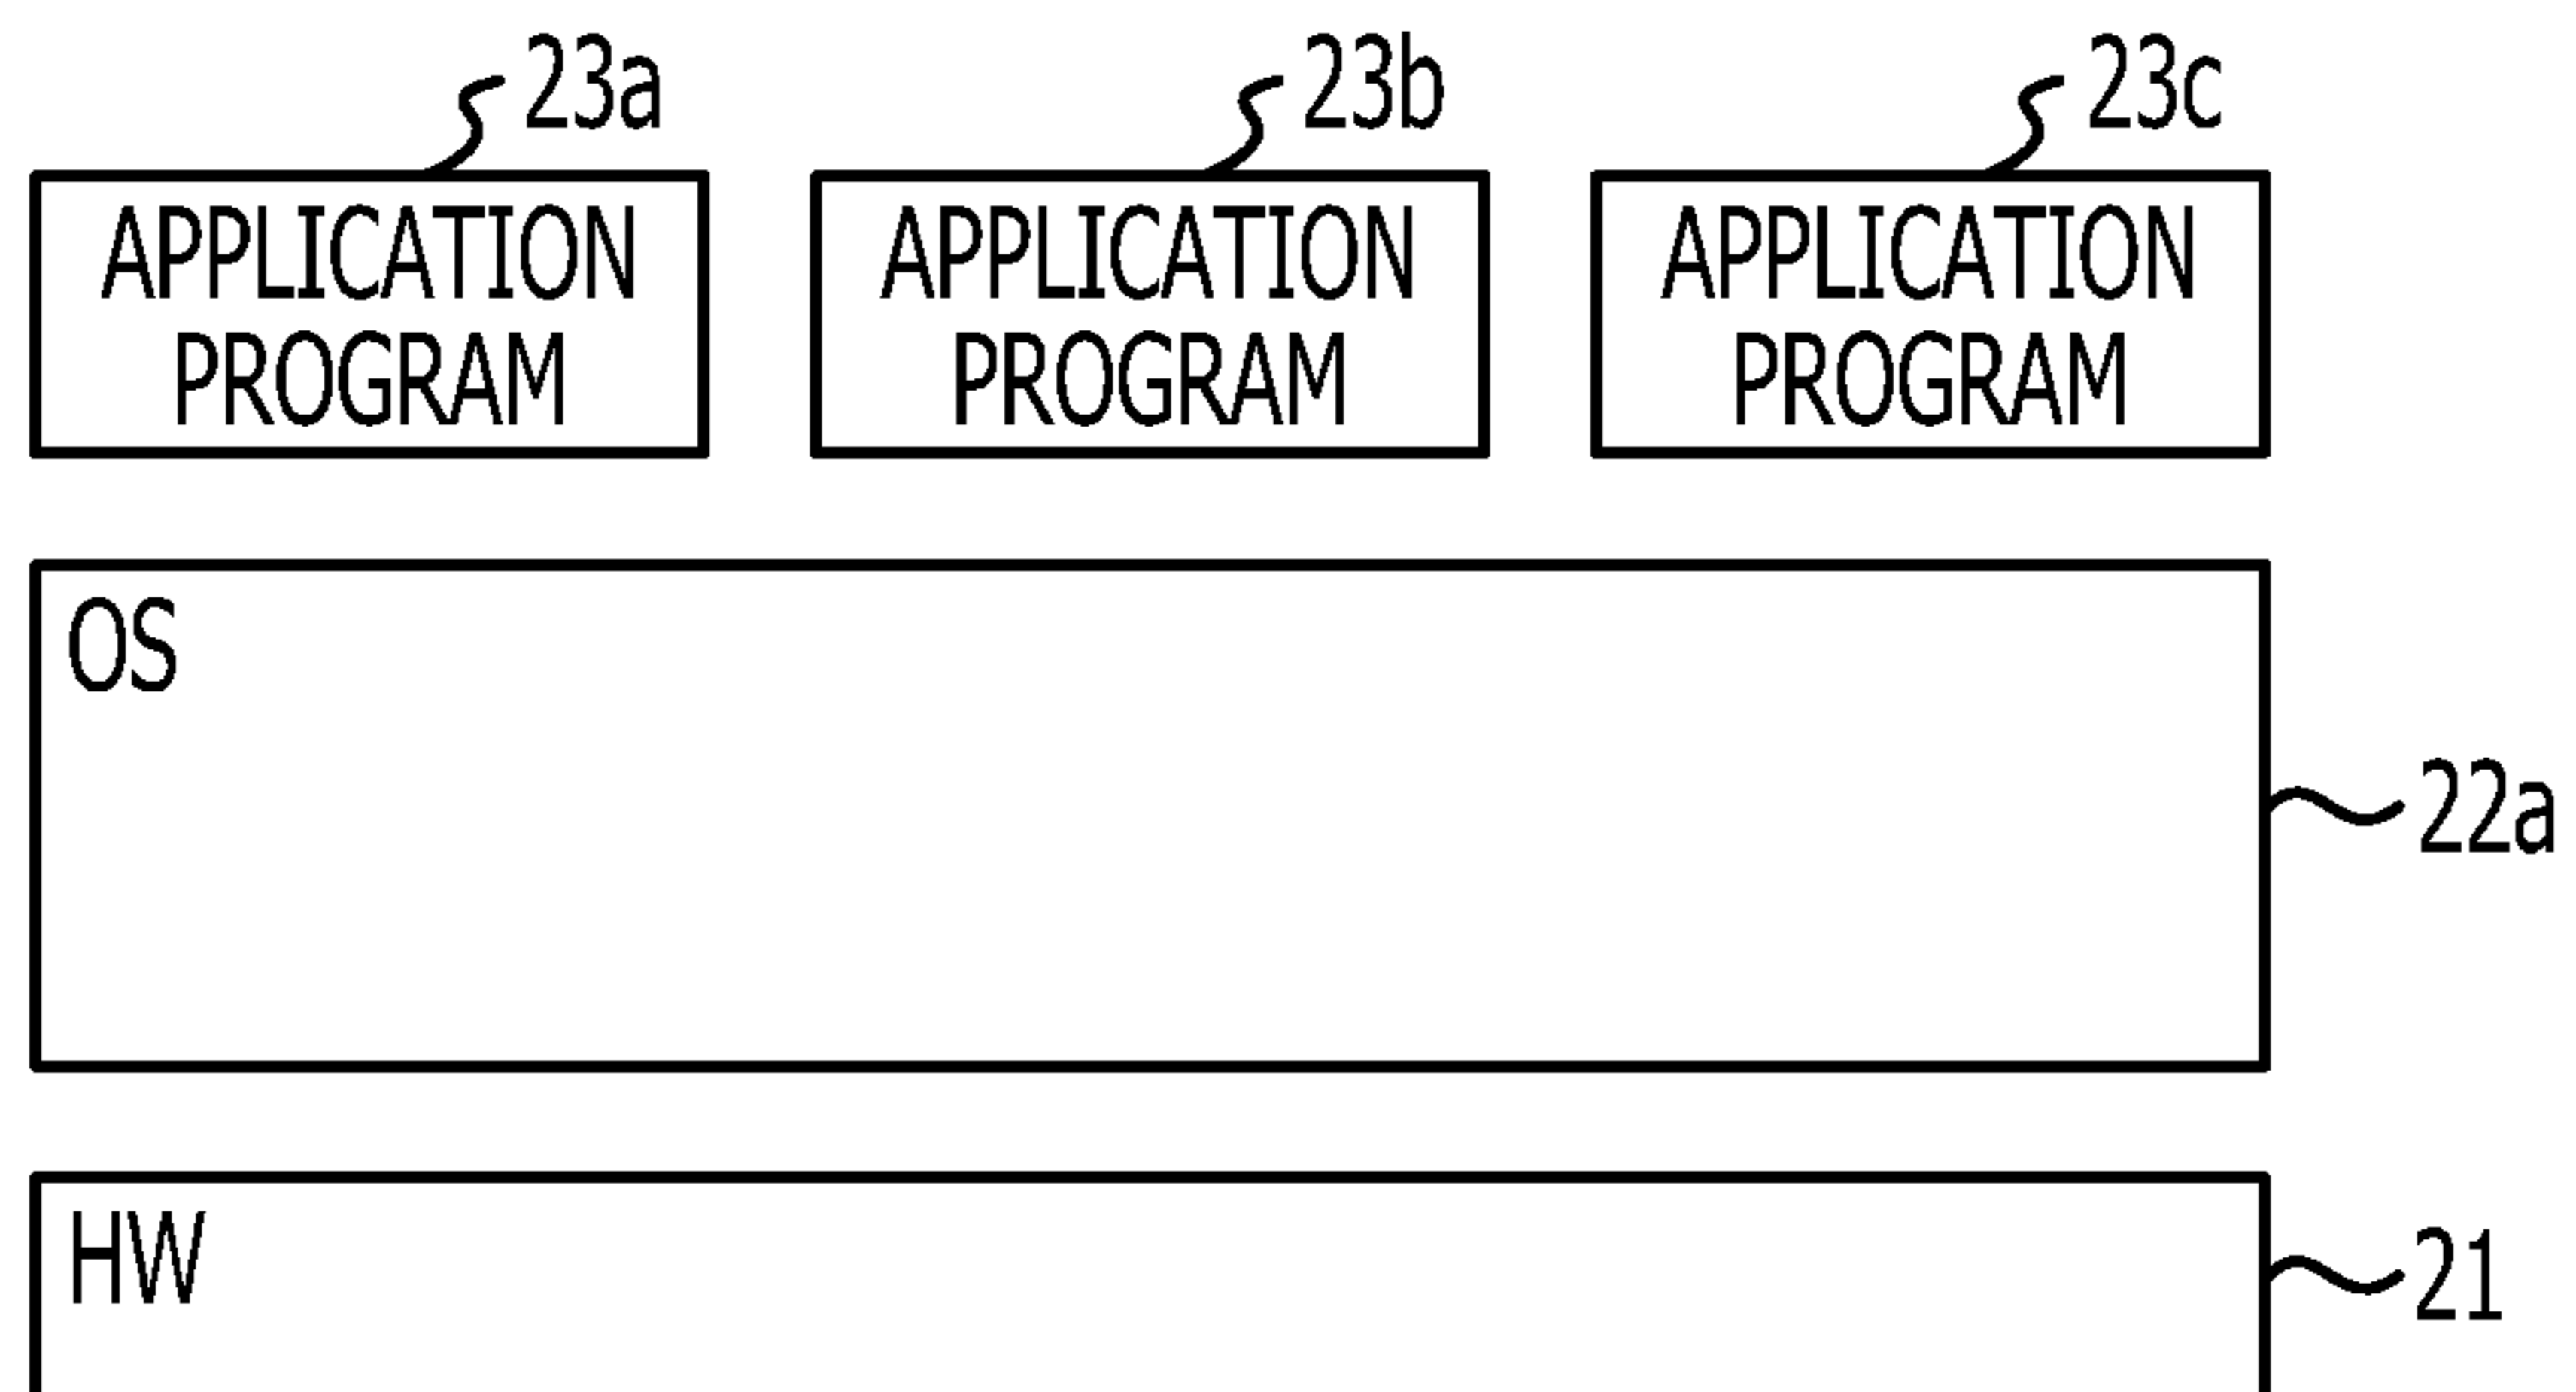 23a
23b
23c
APPLICATION
PROGRAM
APPLICATION
PROGRAM
APPLICATION
PROGRAM
OS
22a
HW
21